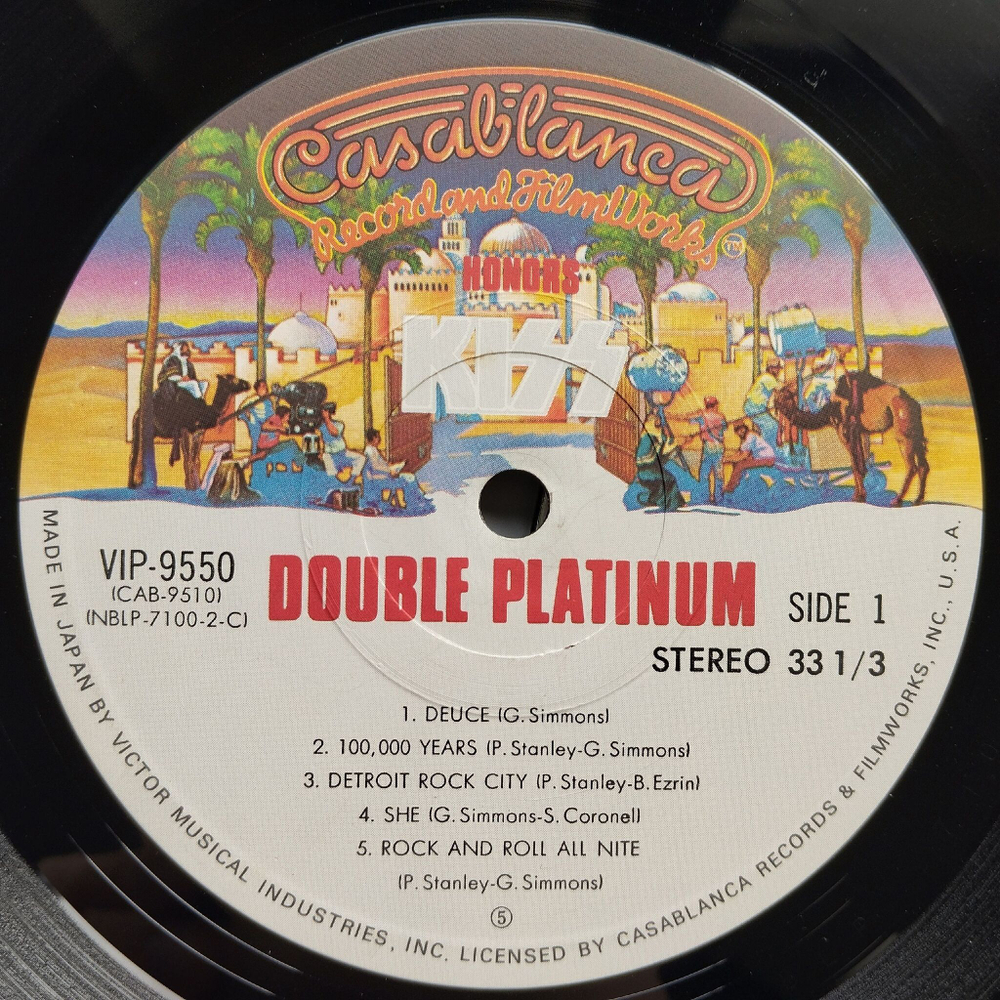 Casablanca
Record and FilmWorks TM
HONORS
KISS
VIP-9550
(CAB-9510)
(NBLP-7100-2-C)
DOUBLE PLATINUM
SIDE 1
STEREO 33 1/3
1. DEUCE (G. Simmons)
2. 100,000 YEARS (P. Stanley-G. Simmons)
3. DETROIT ROCK CITY (P. Stanley-B. Ezrin)
4. SHE (G. Simmons-S. Coronel)
5. ROCK AND ROLL ALL NITE
(P. Stanley-G. Simmons)
⑤
MADE IN JAPAN BY VICTOR MUSICAL INDUSTRIES, INC. LICENSED BY CASABLANCA RECORDS & FILMWORKS, INC., U.S.A.